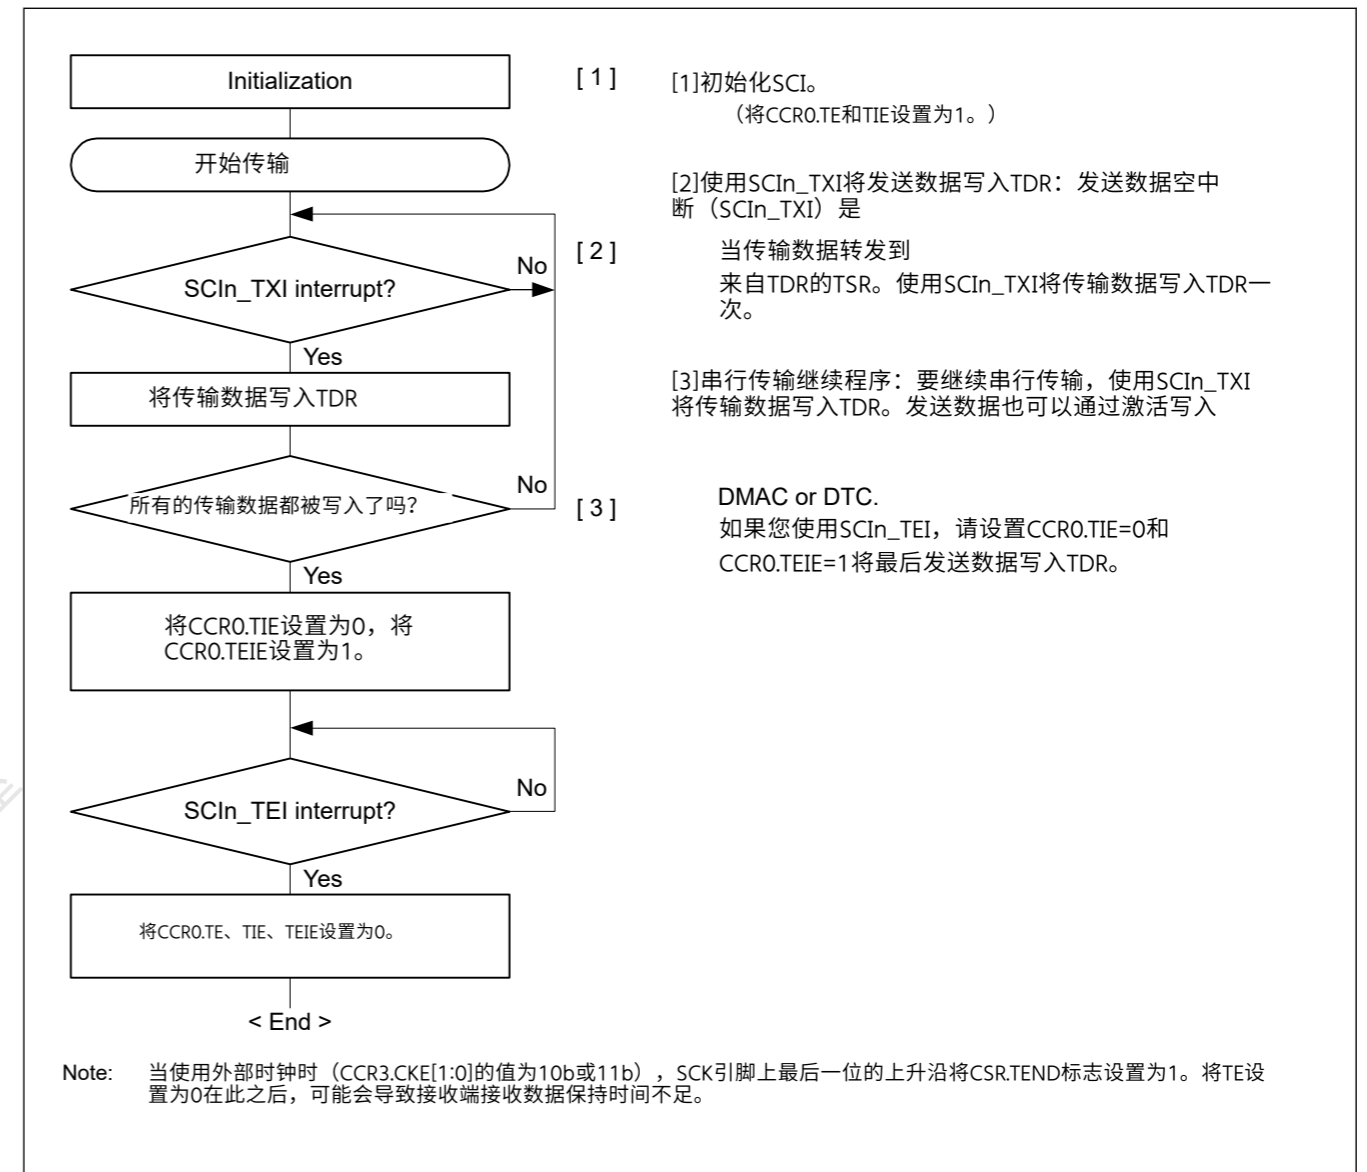 Initialization
[ 1 ]
[1]初始化SCI。
（将CCR0.TE和TIE设置为1。）
开始传输
[2]使用SCIn_TXI将发送数据写入TDR：发送数据空中
断（SCIn_TXI）是
[ 2 ]
当传输数据转发到
来自TDR的TSR。使用SCIn_TXI将传输数据写入TDR一
次。
SCIn_TXI interrupt?
No
Yes
将传输数据写入TDR
[3]串行传输继续程序：要继续串行传输，使用SCIn_TXI
将传输数据写入TDR。发送数据也可以通过激活写入
所有的传输数据都被写入了吗？
No
[ 3 ]
DMAC or DTC.
如果您使用SCIn_TEI，请设置CCR0.TIE=0和
CCR0.TEIE=1将最后发送数据写入TDR。
Yes
将CCR0.TIE设置为0，将
CCR0.TEIE设置为1。
SCIn_TEI interrupt?
No
Yes
将CCR0.TE、TIE、TEIE设置为0。
< End >
Note: 当使用外部时钟时（CCR3.CKE[1:0]的值为10b或11b），SCK引脚上最后一位的上升沿将CSR.TEND标志设置为1。将TE设
置为0在此之后，可能会导致接收端接收数据保持时间不足。